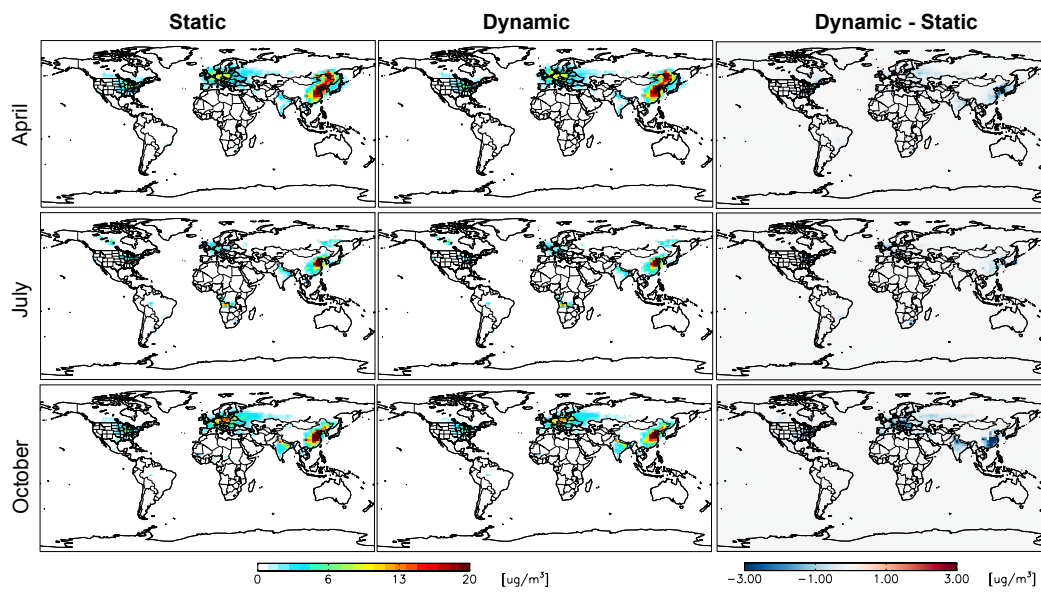 Static Dynamic Dynamic - Static
April
July
October
0 6 13 20 [ug/m³] -3.00 -1.00 1.00 3.00 [ug/m³]